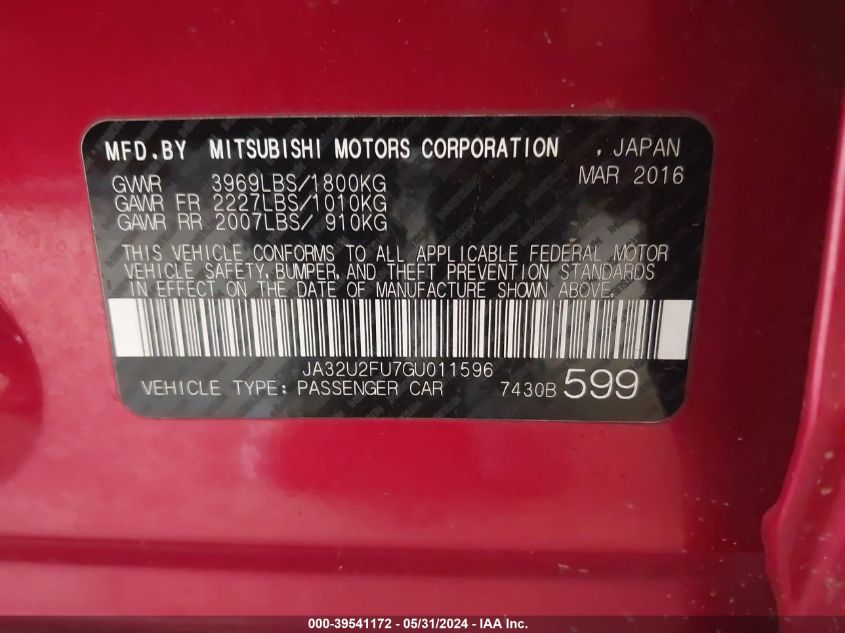 MFD.BY MITSUBISHI MOTORS CORPORATION , JAPAN
MAR 2016
GVWR 3969LBS/1800KG
GAWR FR 2227LBS/1010KG
GAWR RR 2007LBS/ 910KG
THIS VEHICLE CONFORMS TO ALL APPLICABLE FEDERAL MOTOR
VEHICLE SAFETY, BUMPER, AND THEFT PREVENTION STANDARDS
IN EFFECT ON THE DATE OF MANUFACTURE SHOWN ABOVE.
JA32U2FU7GU011596
VEHICLE TYPE: PASSENGER CAR 7430B 599
000-39541172 - 05/31/2024 - IAA Inc.